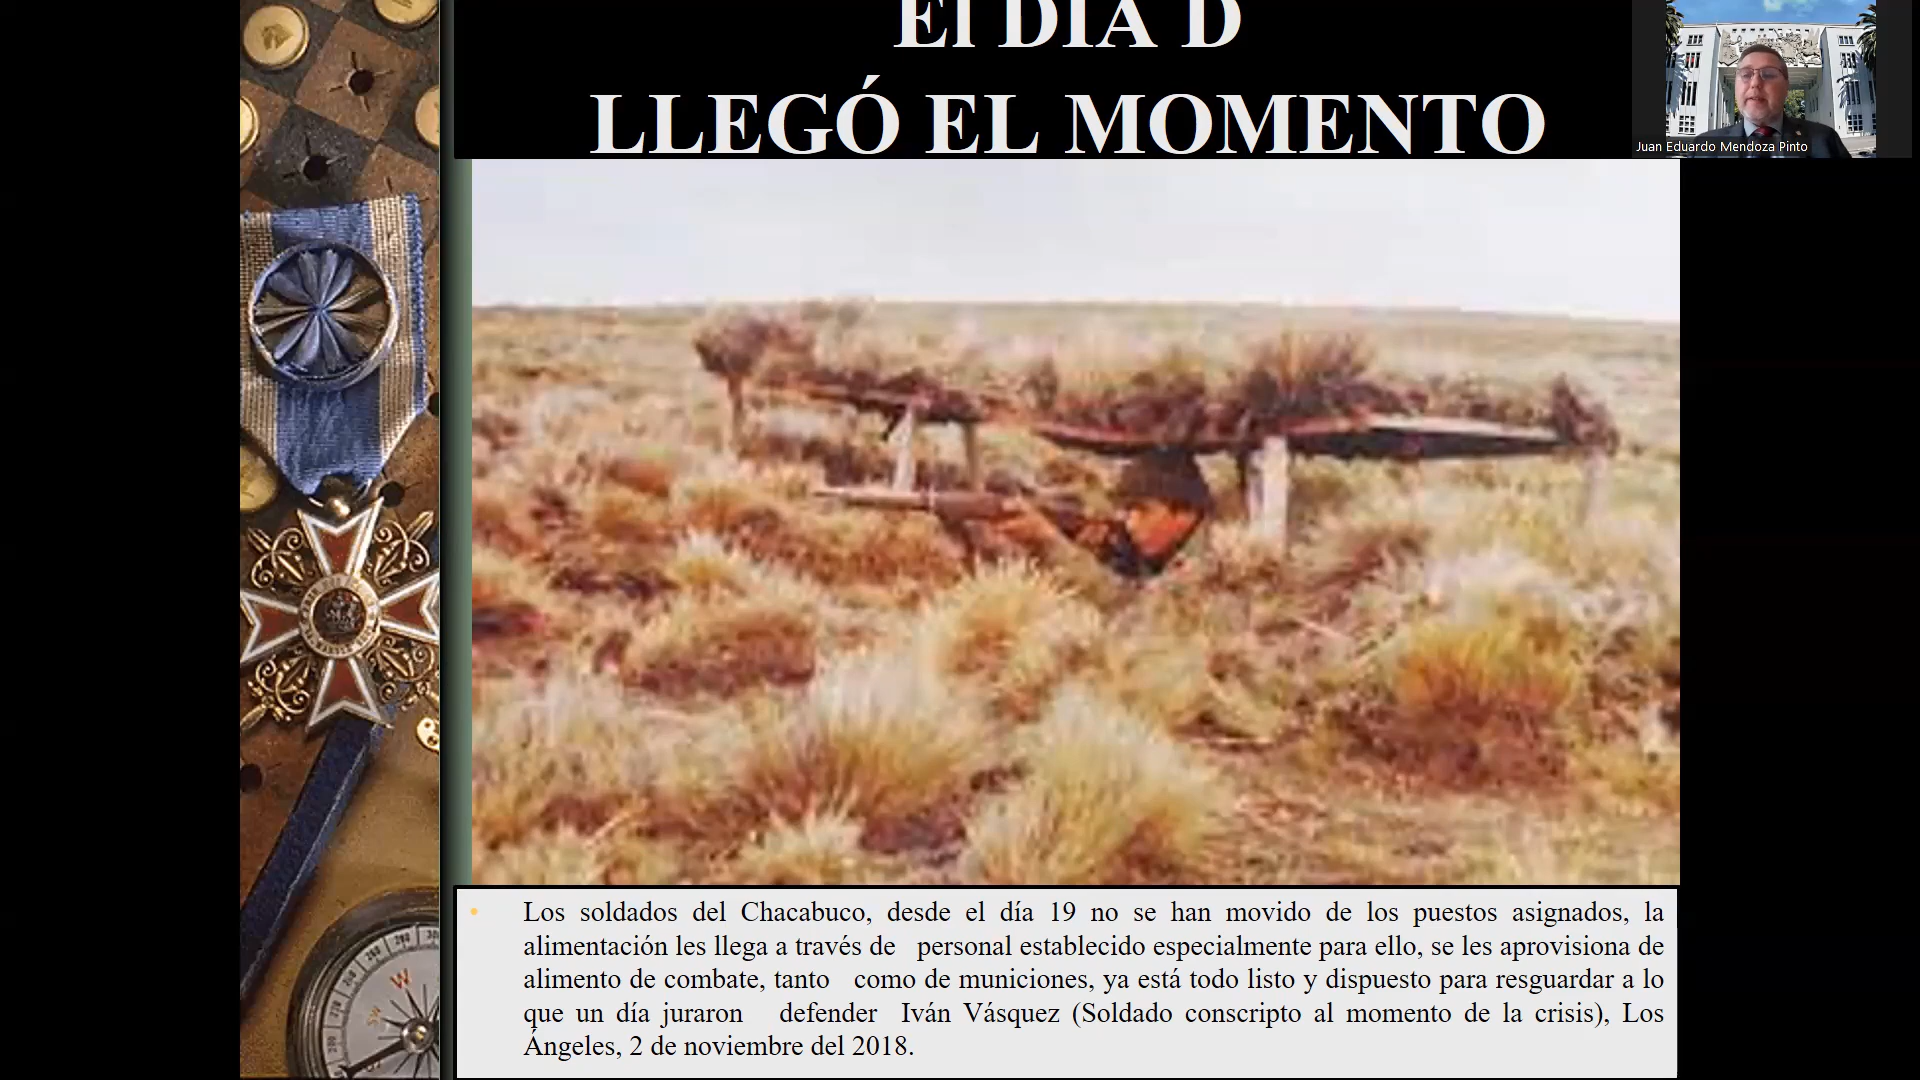 El DÍA D
LLEGÓ EL MOMENTO
Juan Eduardo Mendoza Pinto
Los soldados del Chacabuco, desde el día 19 no se han movido de los puestos asignados, la
alimentación les llega a través de personal establecido especialmente para ello, se les aprovisiona de
alimento de combate, tanto como de municiones, ya está todo listo y dispuesto para resguardar a lo
que un día juraron defender Iván Vásquez (Soldado conscripto al momento de la crisis), Los
Ángeles, 2 de noviembre del 2018.
W
SW